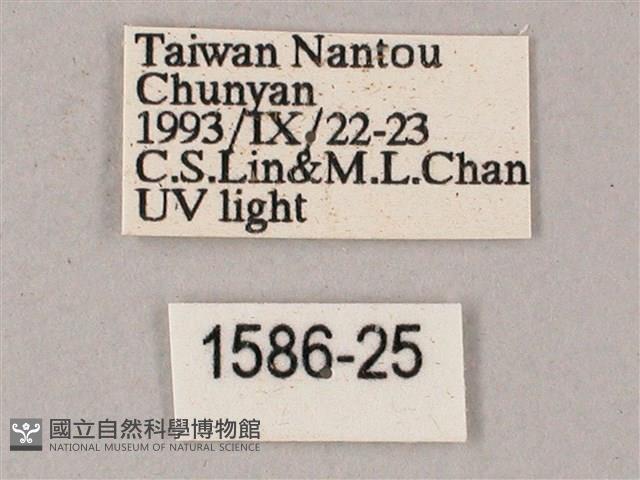 Taiwan Nantou
Chunyan
1993/IX/22-23
C.S.Lin&M.L.Chan
UV light
1586-25
國立自然科學博物館
NATIONAL MUSEUM OF NATURAL SCIENCE